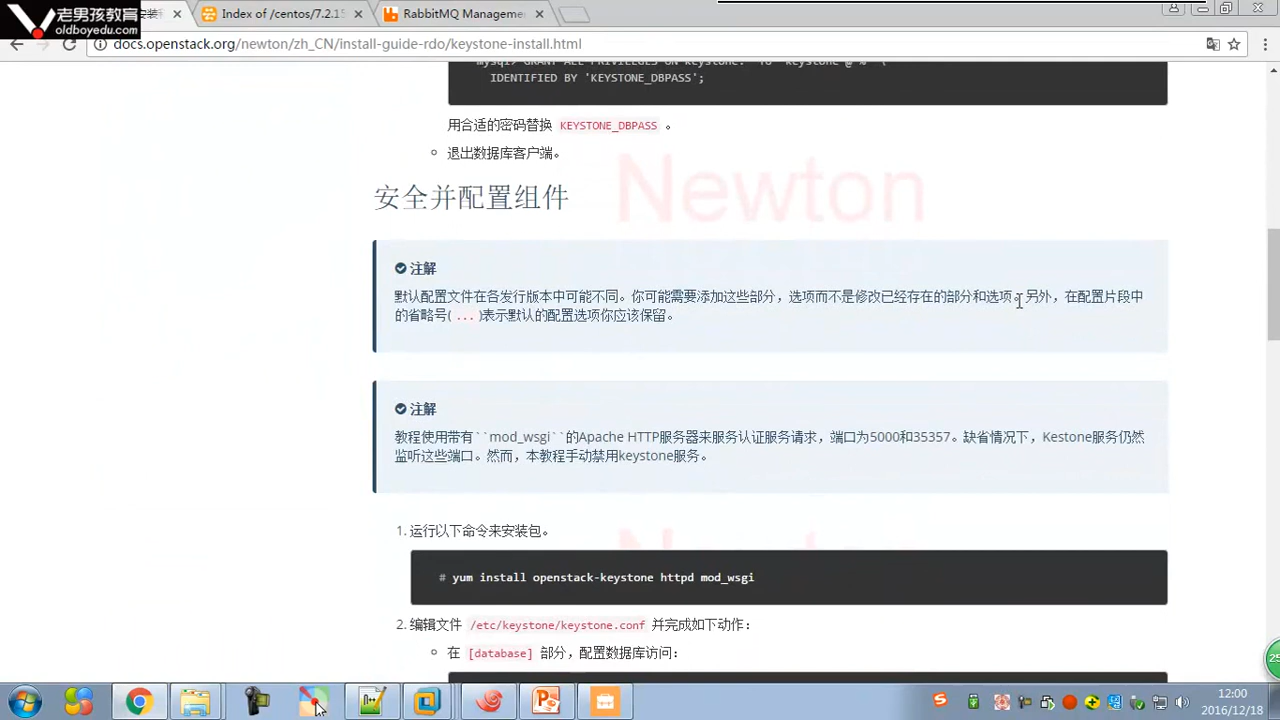 老男孩教育
oldboyedu.com
Index of /centos/7.2.15
RabbitMQ Management
docs.openstack.org/newton/zh_CN/install-guide-rdo/keystone-install.html
IDENTIFIED BY 'KEYSTONE_DBPASS';
用合适的密码替换 KEYSTONE_DBPASS 。
退出数据库客户端。
安全并配置组件
Newton
注解
默认配置文件在各发行版本中可能不同。你可能需要添加这些部分，选项而不是修改已经存在的部分和选项。另外，在配置片段中
的省略号(...)表示默认的配置选项你应该保留。
注解
教程使用带有``mod_wsgi``的Apache HTTP服务器来服务认证服务请求，端口为5000和35357。缺省情况下，Kestone服务仍然
监听这些端口。然而，本教程手动禁用keystone服务。
1. 运行以下命令来安装包。
# yum install openstack-keystone httpd mod_wsgi
2. 编辑文件 /etc/keystone/keystone.conf 并完成如下动作：
在 [database] 部分，配置数据库访问：
25
12:00
2016/12/18